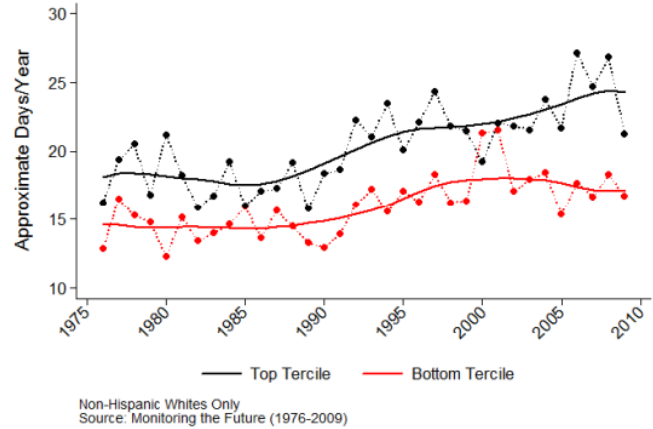 Approximate Days/Year
30
25
20
15
10
1975
1980
1985
1990
1995
2000
2005
2010
Top Tercile
Bottom Tercile
Non-Hispanic Whites Only
Source: Monitoring the Future (1976-2009)